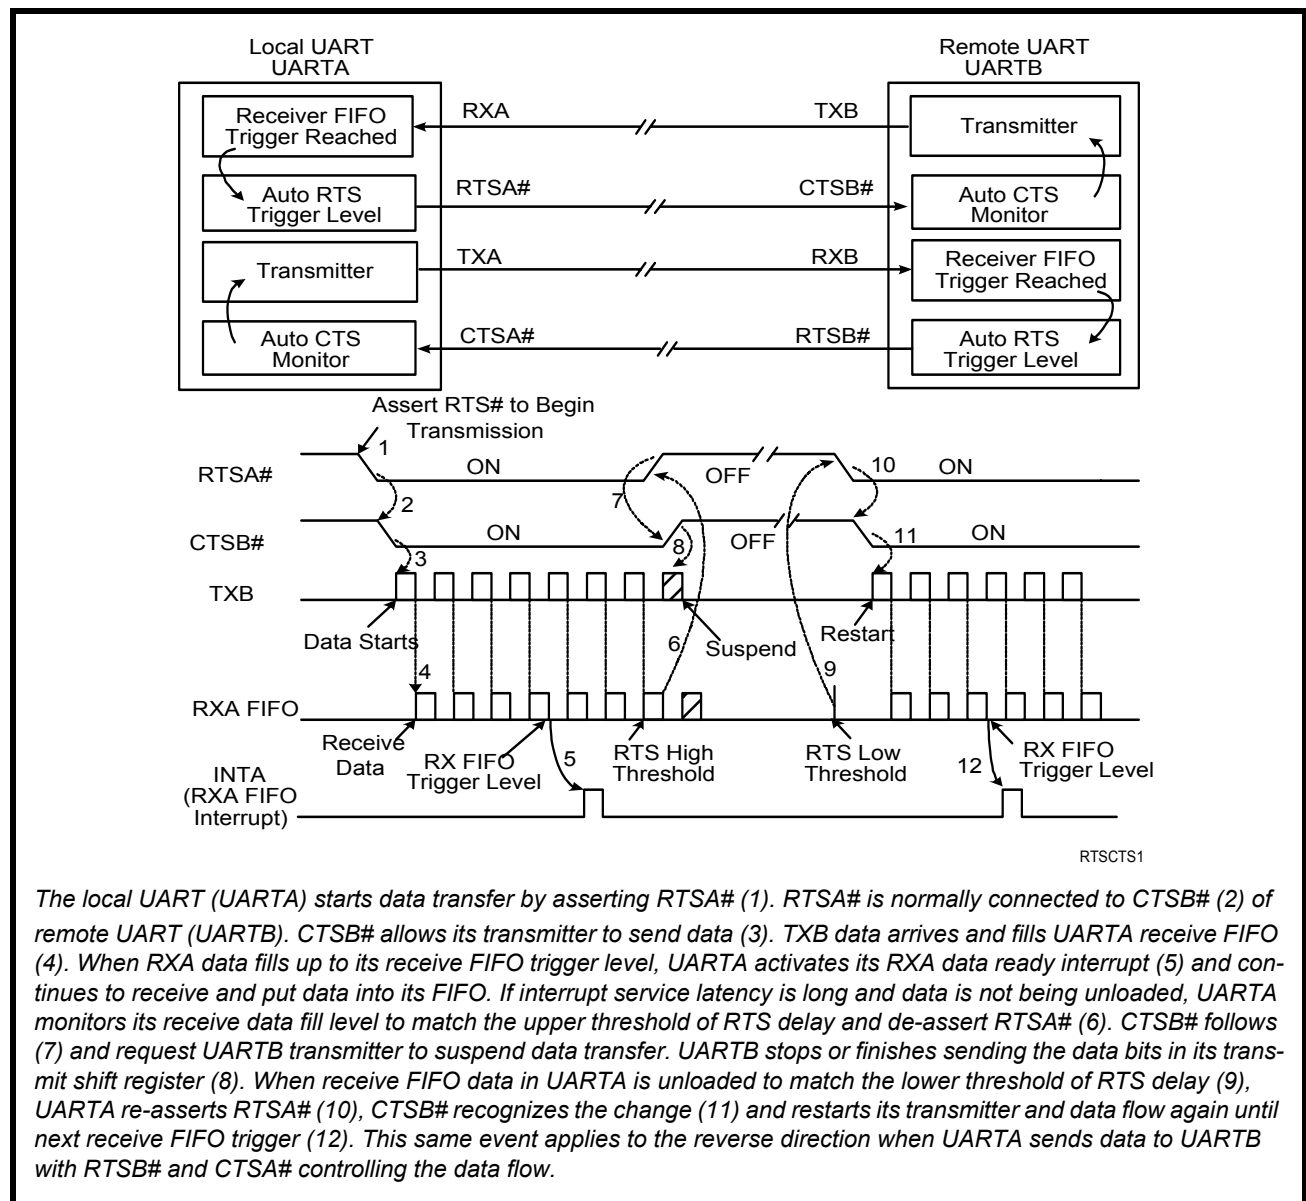 Local UART
UARTA
Remote UART
UARTB
Receiver FIFO
Trigger Reached
RXA
TXB
Transmitter
Auto RTS
Trigger Level
RTSA#
CTSB#
Auto CTS
Monitor
Transmitter
TXA
RXB
Receiver FIFO
Trigger Reached
Auto CTS
Monitor
CTSA#
RTSB#
Auto RTS
Trigger Level
Assert RTS# to Begin
Transmission
1
RTSA#
ON
OFF
10
ON
2
7
CTSB#
ON
8
OFF
11
ON
3
TXB
Data Starts
6
Suspend
Restart
4
9
RXA FIFO
Receive
Data
RX FIFO
Trigger Level
5
RTS High
Threshold
RTS Low
Threshold
12
RX FIFO
Trigger Level
INTA
(RXA FIFO
Interrupt)
RTSCTS1
The local UART (UARTA) starts data transfer by asserting RTSA# (1). RTSA# is normally connected to CTSB# (2) of
remote UART (UARTB). CTSB# allows its transmitter to send data (3). TXB data arrives and fills UARTA receive FIFO
(4). When RXA data fills up to its receive FIFO trigger level, UARTA activates its RXA data ready interrupt (5) and con-
tinues to receive and put data into its FIFO. If interrupt service latency is long and data is not being unloaded, UARTA
monitors its receive data fill level to match the upper threshold of RTS delay and de-assert RTSA# (6). CTSB# follows
(7) and request UARTB transmitter to suspend data transfer. UARTB stops or finishes sending the data bits in its trans-
mit shift register (8). When receive FIFO data in UARTA is unloaded to match the lower threshold of RTS delay (9),
UARTA re-asserts RTSA# (10), CTSB# recognizes the change (11) and restarts its transmitter and data flow again until
next receive FIFO trigger (12). This same event applies to the reverse direction when UARTA sends data to UARTB
with RTSB# and CTSA# controlling the data flow.